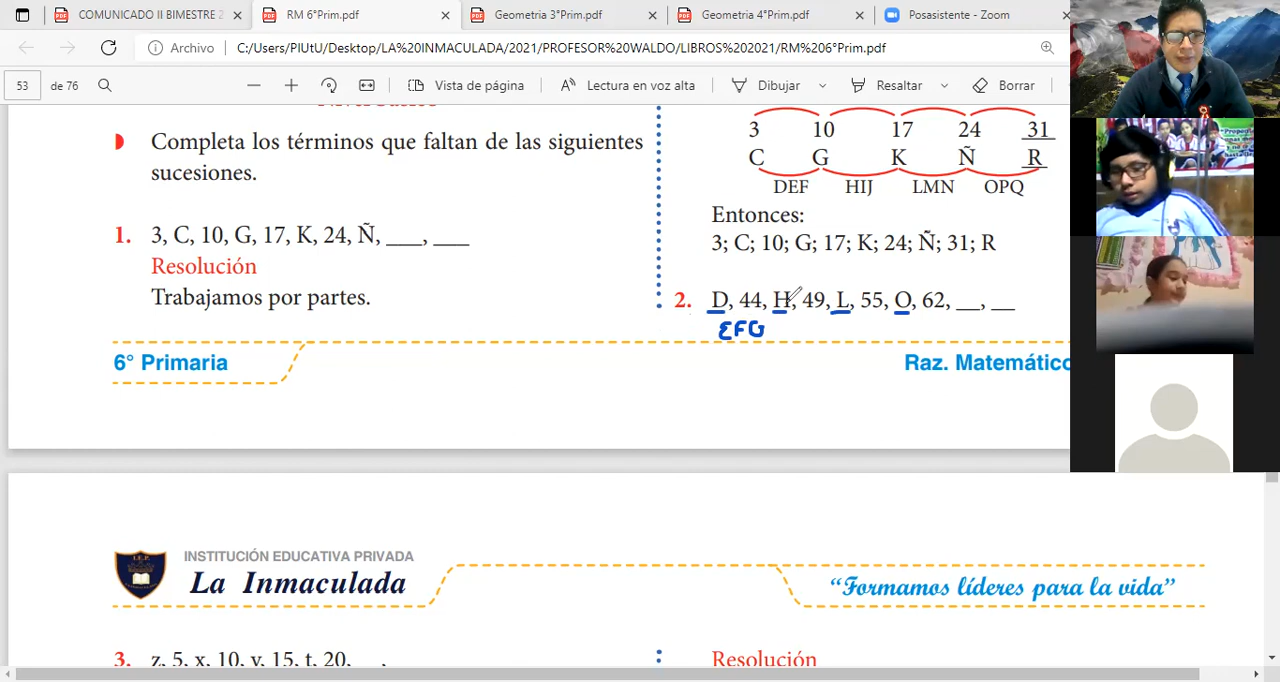 COMUNICADO II BIMESTRE 2
RM 6°Prim.pdf
Geometria 3°Prim.pdf
Geometria 4°Prim.pdf
Posasistente - Zoom
Archivo
C:/Users/PIUtU/Desktop/LA%20INMACULADA/2021/PROFESOR%20WALDO/LIBROS%202021/RM%206°Prim.pdf
53 de 76
Vista de página
Lectura en voz alta
Dibujar
Resaltar
Borrar
Completa los términos que faltan de las siguientes
sucesiones.
1. 3, C, 10, G, 17, K, 24, Ñ, ___, ___
Resolución
Trabajamos por partes.
3 10 17 24 31
C G K Ñ R
DEF HIJ LMN OPQ
Entonces:
3; C; 10; G; 17; K; 24; Ñ; 31; R
2. D, 44, H, 49, L, 55, O, 62, __, __
EFG
6° Primaria
Raz. Matemático
INSTITUCIÓN EDUCATIVA PRIVADA
La Inmaculada
“Formamos líderes para la vida”
3. z, 5, x, 10, v, 15, t, 20, __,
Resolución